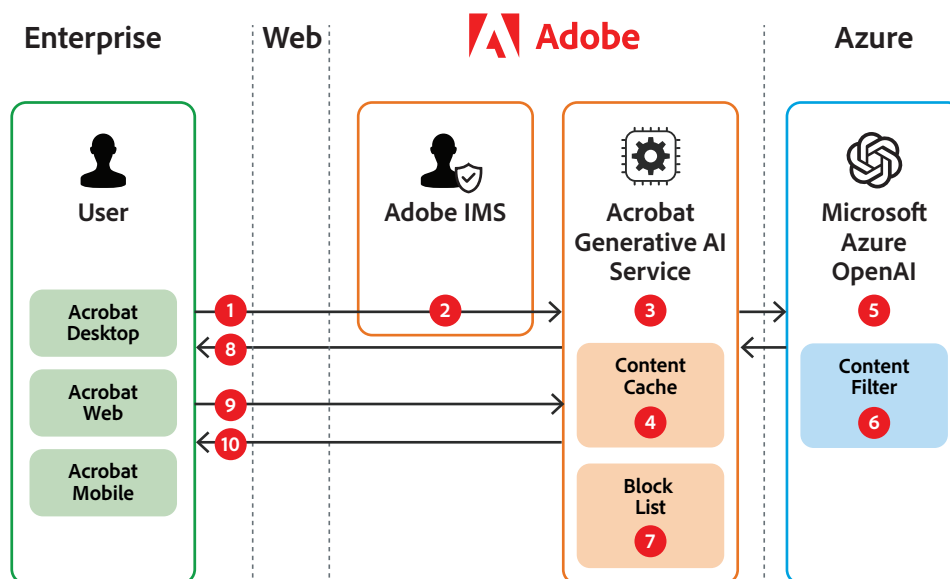 Enterprise
Web
Adobe
Azure
User
Adobe IMS
Acrobat
Generative AI
Service
Microsoft
Azure
OpenAI
Acrobat
Desktop
1
2
3
5
8
Content
Cache
4
Content
Filter
6
Acrobat
Web
9
10
Acrobat
Mobile
Block
List
7